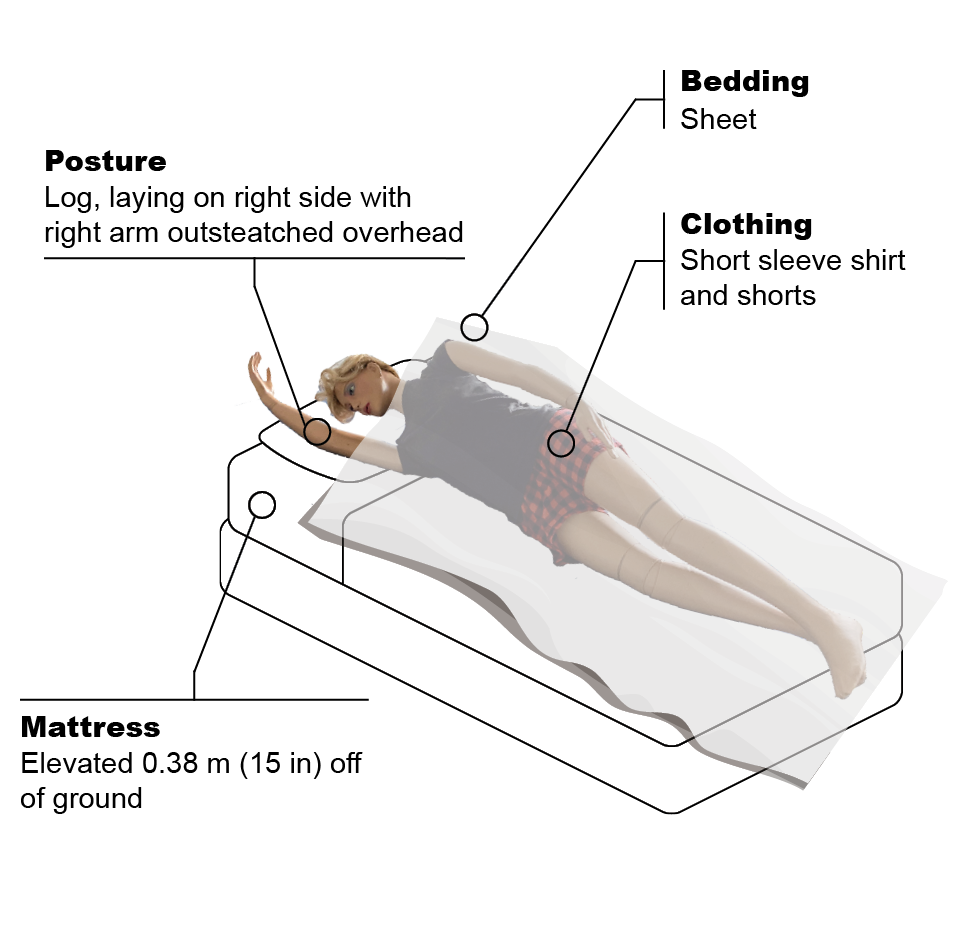 Bedding
Sheet
Posture
Log, laying on right side with
right arm outsteatched overhead
Clothing
Short sleeve shirt
and shorts
Mattress
Elevated 0.38 m (15 in) off
of ground